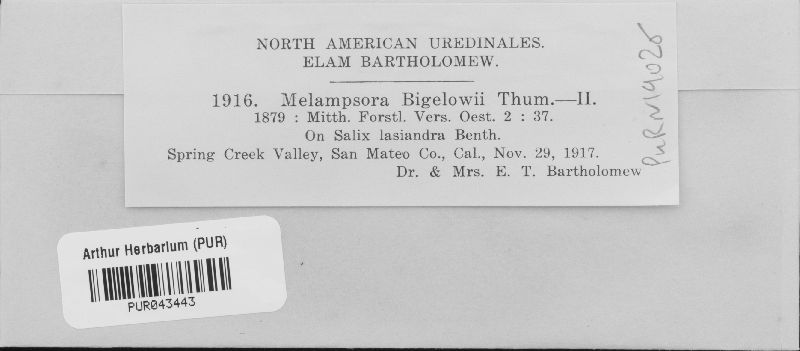 NORTH AMERICAN UREDINALES.
ELAM BARTHOLOMEW.
1916. Melampsora Bigelowii Thum.—II.
1879 : Mitth. Forstl. Vers. Oest. 2 : 37.
On Salix lasiandra Benth.
Spring Creek Valley, San Mateo Co., Cal., Nov. 29, 1917.
Dr. & Mrs. E. T. Bartholomew
PURN19025
Arthur Herbarium (PUR)
PUR043443